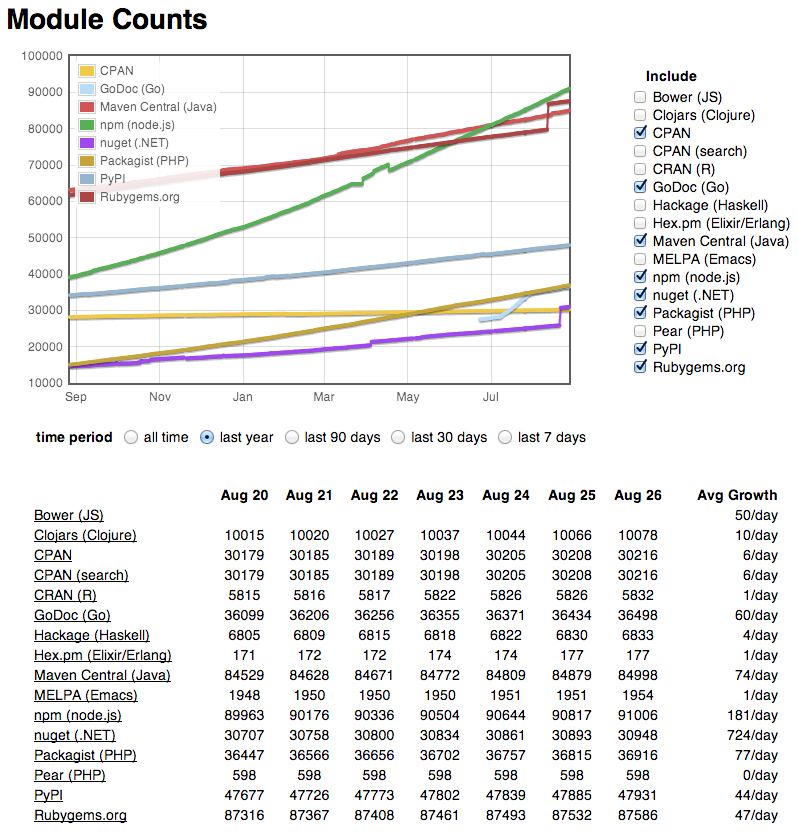 Module Counts
100000
90000
80000
70000
60000
50000
40000
30000
20000
10000
CPAN
GoDoc (Go)
Maven Central (Java)
npm (node.js)
nuget (.NET)
Packagist (PHP)
PyPI
Rubygems.org
Sep Nov Jan Mar May Jul
Include
Bower (JS)
Clojars (Clojure)
CPAN
CPAN (search)
CRAN (R)
GoDoc (Go)
Hackage (Haskell)
Hex.pm (Elixir/Erlang)
Maven Central (Java)
MELPA (Emacs)
npm (node.js)
nuget (.NET)
Packagist (PHP)
Pear (PHP)
PyPI
Rubygems.org
time period all time last year last 90 days last 30 days last 7 days
Aug 20 Aug 21 Aug 22 Aug 23 Aug 24 Aug 25 Aug 26 Avg Growth
Bower (JS) 50/day
Clojars (Clojure) 10015 10020 10027 10037 10044 10066 10078 10/day
CPAN 30179 30185 30189 30198 30205 30208 30216 6/day
CPAN (search) 30179 30185 30189 30198 30205 30208 30216 6/day
CRAN (R) 5815 5816 5817 5822 5826 5826 5832 1/day
GoDoc (Go) 36099 36206 36256 36355 36371 36434 36498 60/day
Hackage (Haskell) 6805 6809 6815 6818 6822 6830 6833 4/day
Hex.pm (Elixir/Erlang) 171 172 172 174 174 177 177 1/day
Maven Central (Java) 84529 84628 84671 84772 84809 84879 84998 74/day
MELPA (Emacs) 1948 1950 1950 1950 1951 1951 1954 1/day
npm (node.js) 89963 90176 90336 90504 90644 90817 91006 181/day
nuget (.NET) 30707 30758 30800 30834 30861 30893 30948 724/day
Packagist (PHP) 36447 36566 36656 36702 36757 36815 36916 77/day
Pear (PHP) 598 598 598 598 598 598 598 0/day
PyPI 47677 47726 47773 47802 47839 47885 47931 44/day
Rubygems.org 87316 87367 87408 87461 87493 87532 87586 47/day